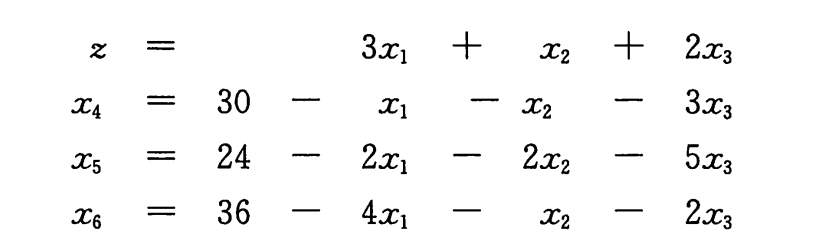 z = 3x₁ + x₂ + 2x₃
x₄ = 30 − x₁ − x₂ − 3x₃
x₅ = 24 − 2x₁ − 2x₂ − 5x₃
x₆ = 36 − 4x₁ − x₂ − 2x₃